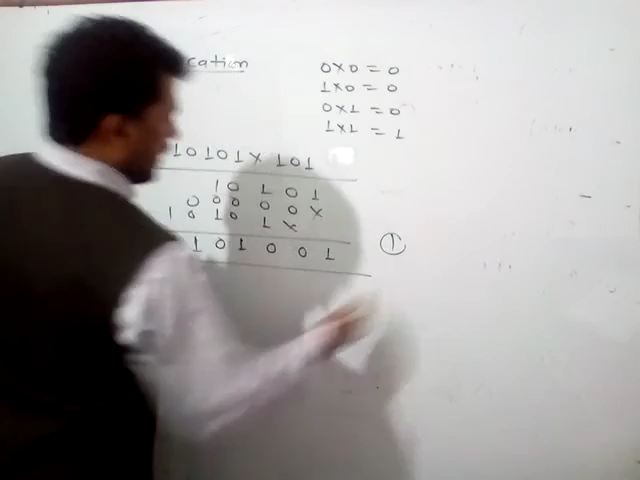 cation
0 x 0 = 0
1 x 0 = 0
0 x 1 = 0
1 x 1 = 1
10101 x 101
1 0 1 0 1
0 0 0 0 0 x
1 0 1 0 1 x
1 0 1 0 0 1
1